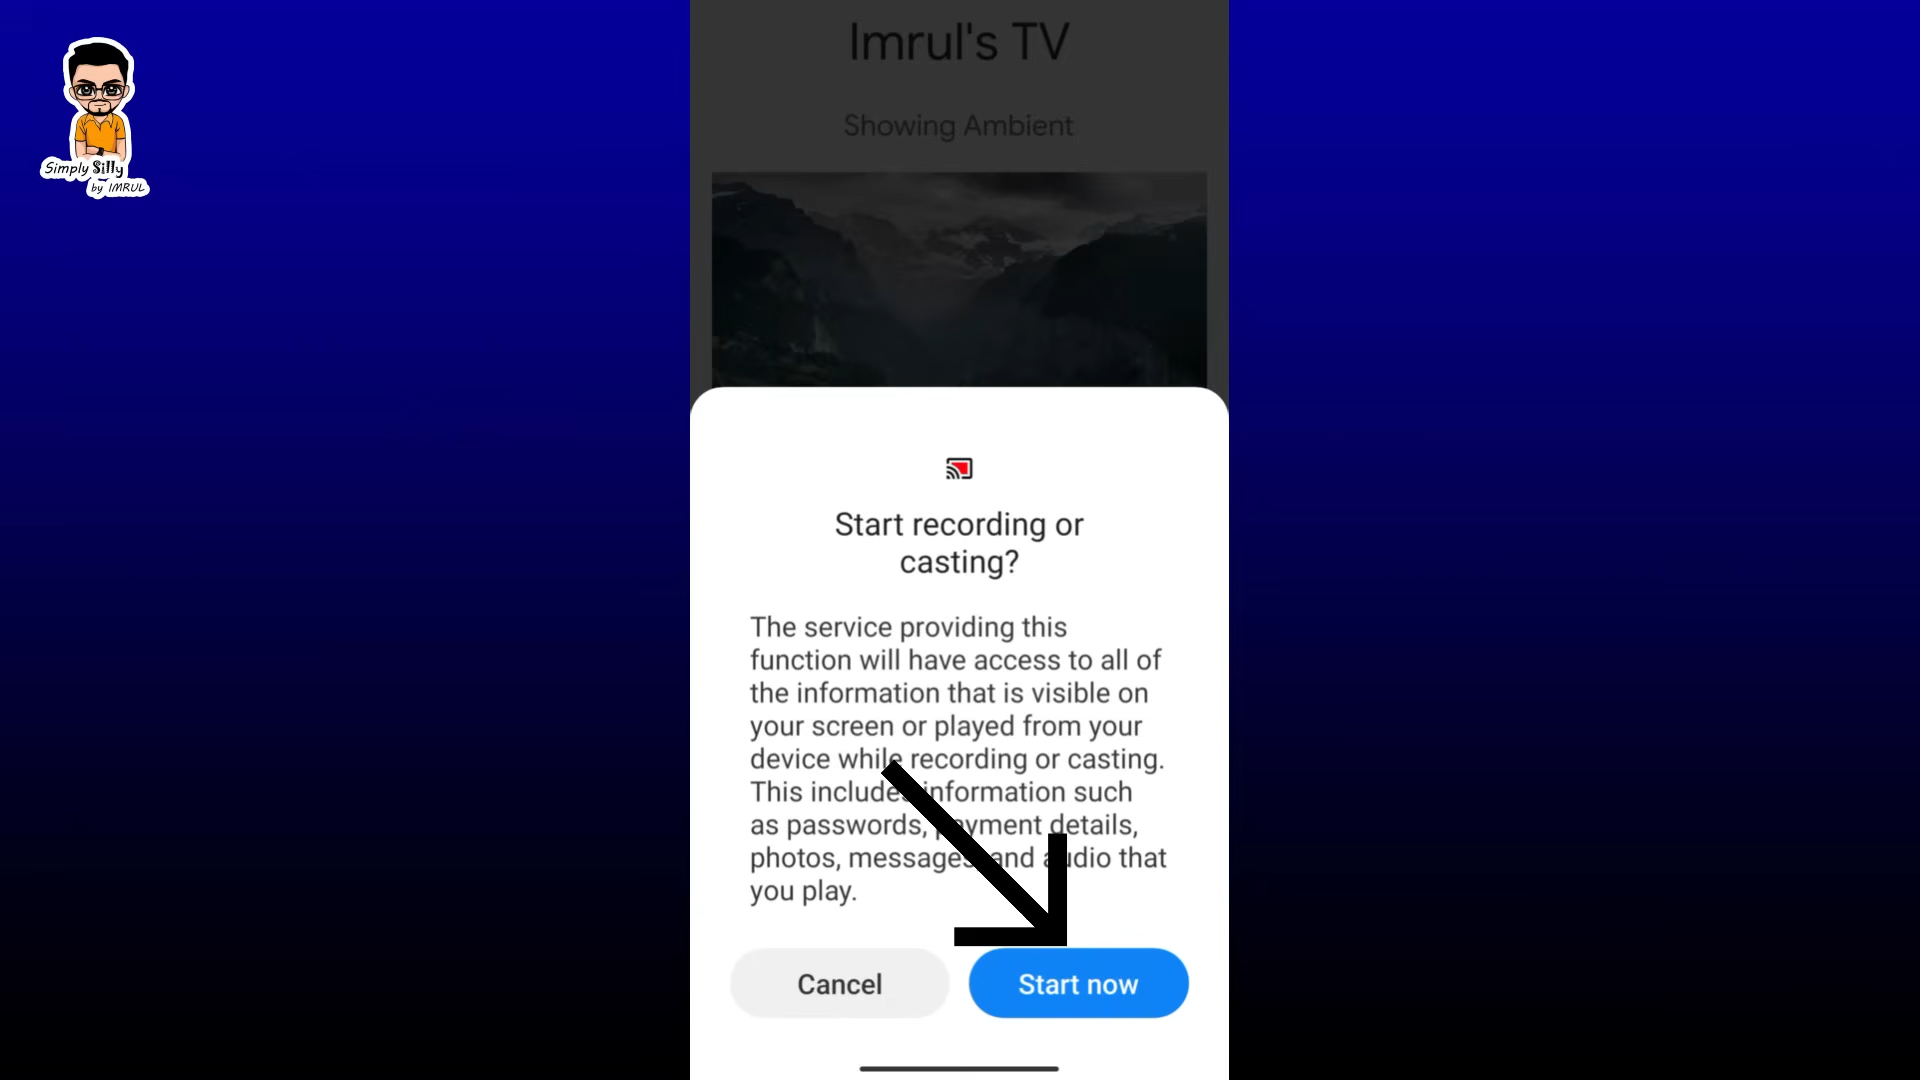 Simply Silly
by IMRUL
Imrul's TV
Showing Ambient
Start recording or
casting?
The service providing this
function will have access to all of
the information that is visible on
your screen or played from your
device while recording or casting.
This includes information such
as passwords, payment details,
photos, messages and audio that
you play.
Cancel
Start now